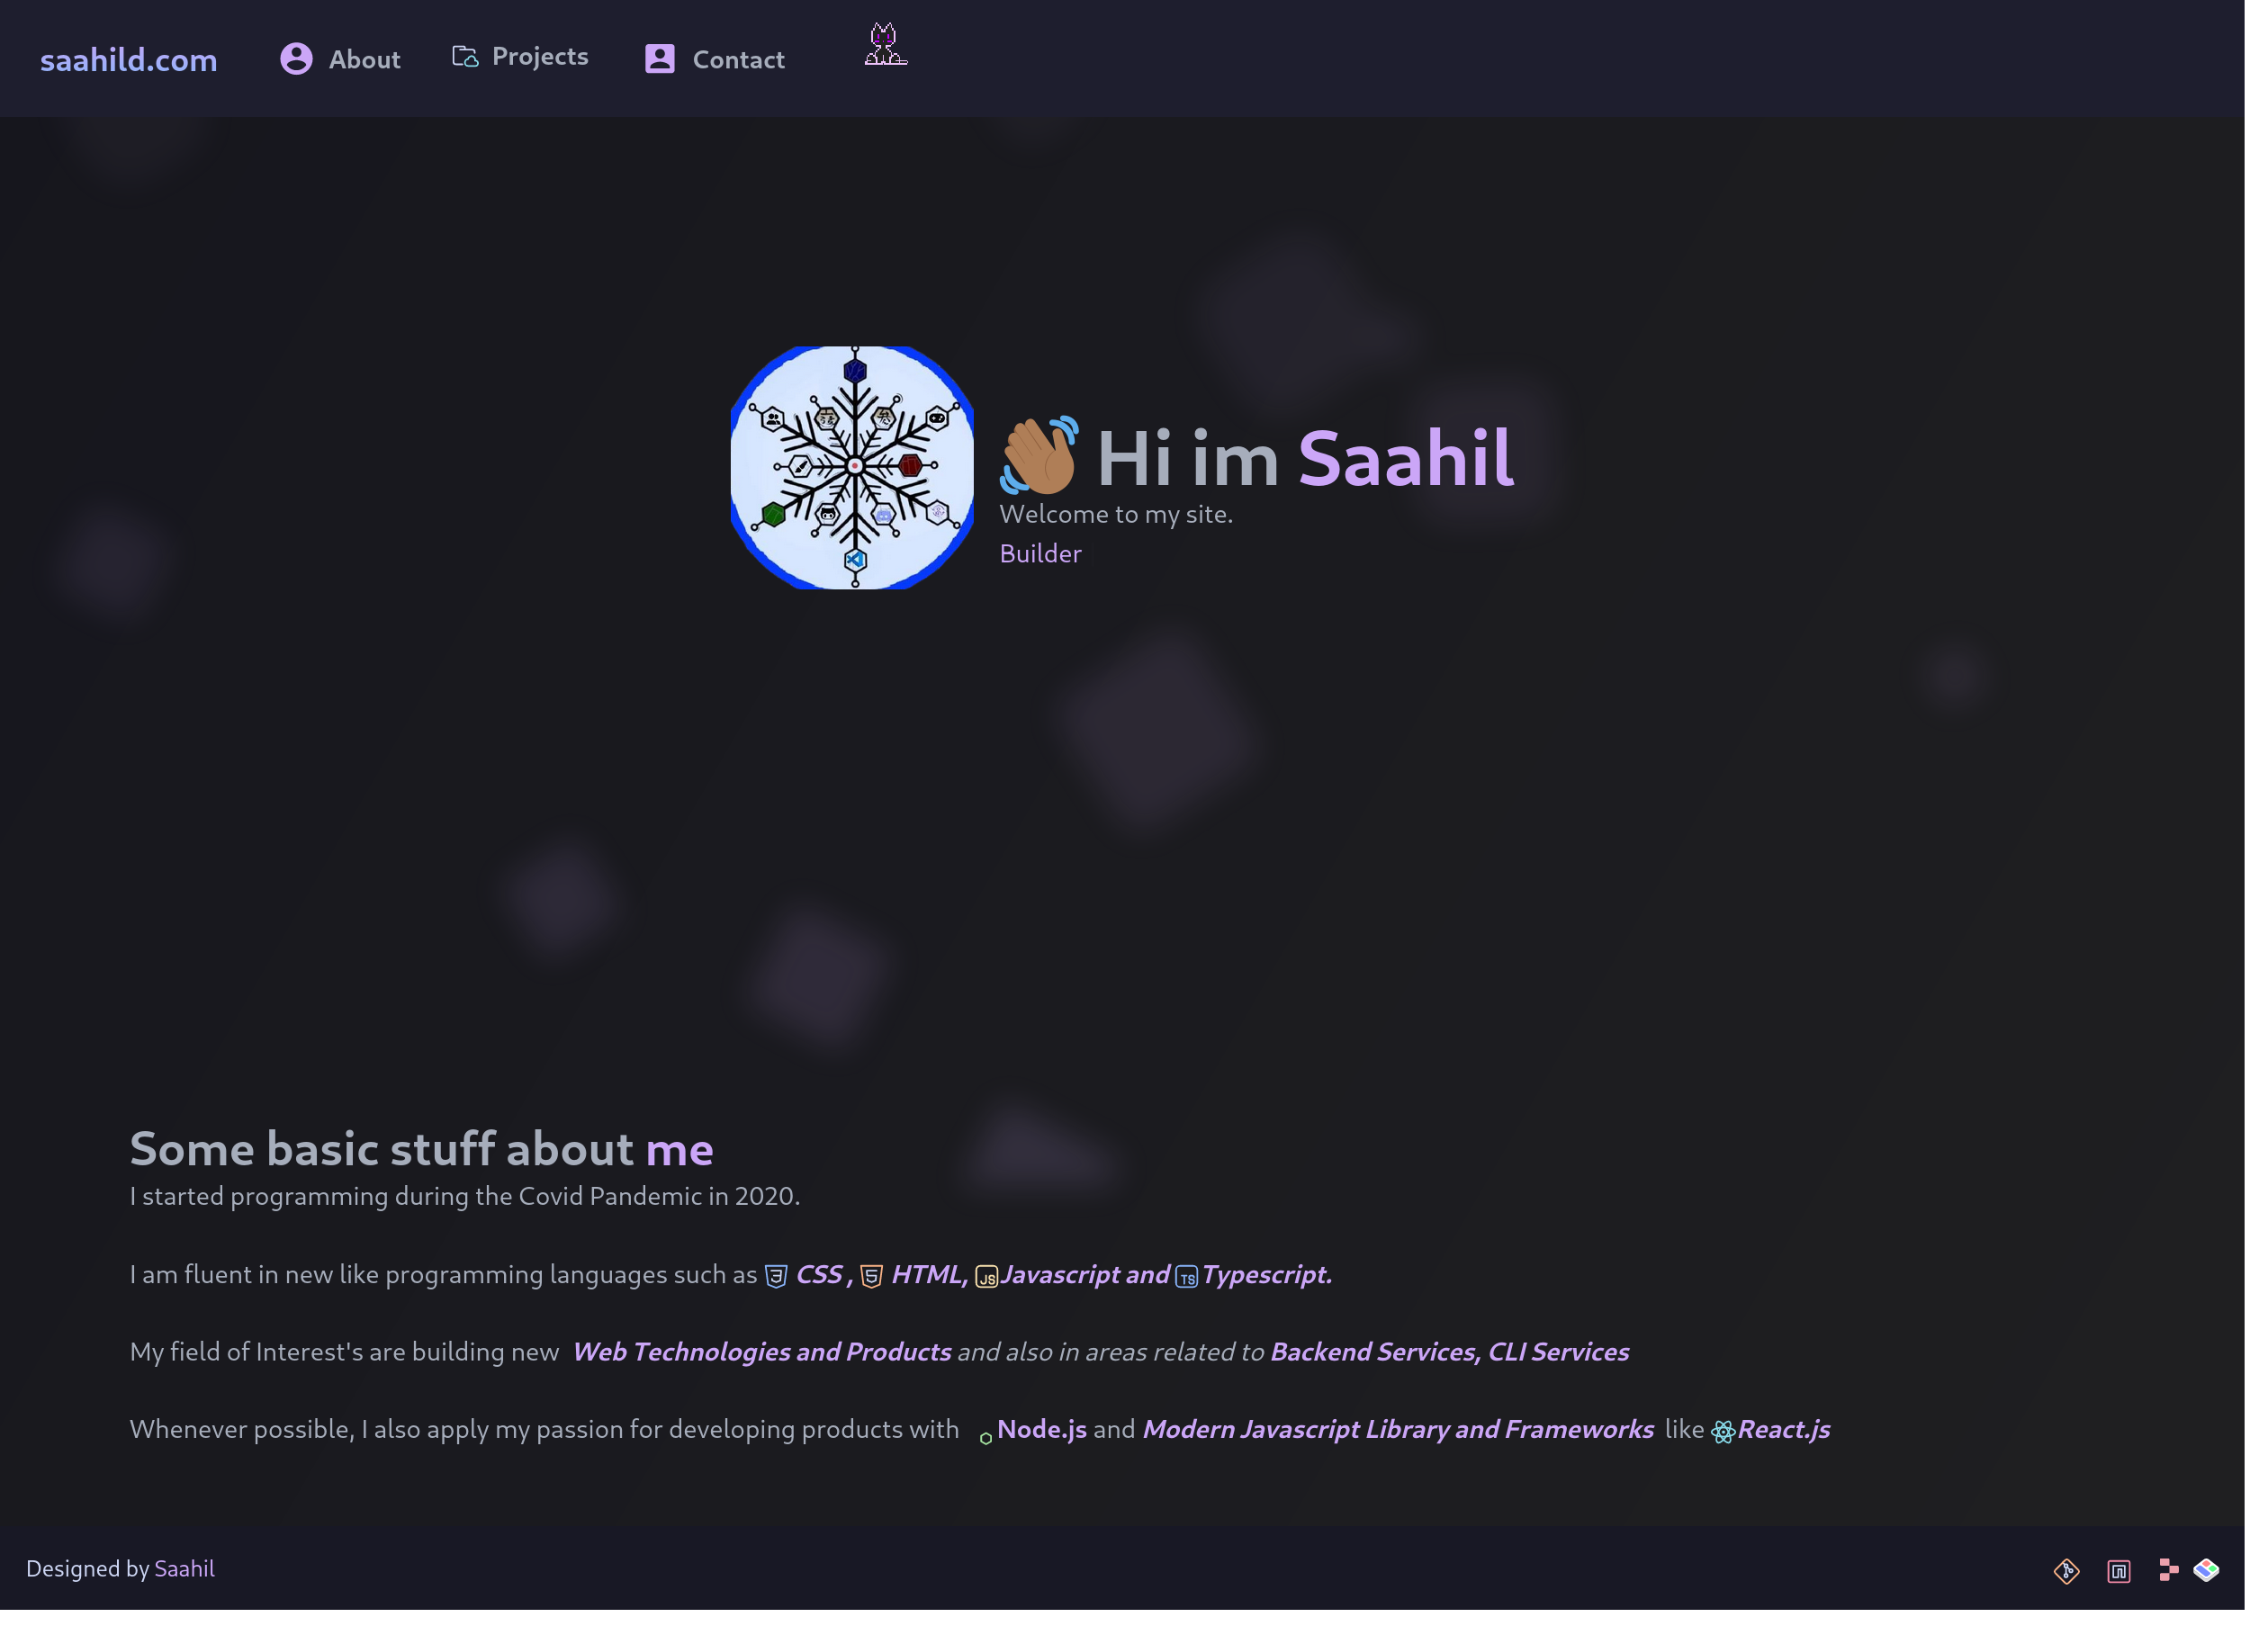 saahild.com About Projects Contact
Hi im Saahil
Welcome to my site.
Builder
Some basic stuff about me
I started programming during the Covid Pandemic in 2020.
I am fluent in new like programming languages such as CSS , HTML, JS Javascript and TS Typescript.
My field of Interest's are building new Web Technologies and Products and also in areas related to Backend Services, CLI Services
Whenever possible, I also apply my passion for developing products with Node.js and Modern Javascript Library and Frameworks like React.js
Designed by Saahil